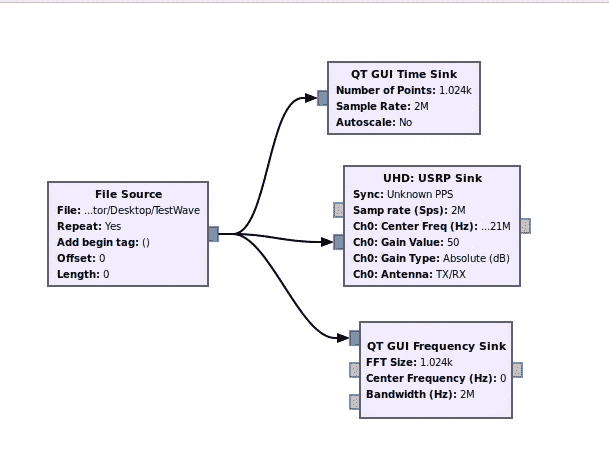 QT GUI Time Sink
Number of Points: 1.024k
Sample Rate: 2M
Autoscale: No
File Source
File: ...tor/Desktop/TestWave
Repeat: Yes
Add begin tag: ()
Offset: 0
Length: 0
UHD: USRP Sink
Sync: Unknown PPS
Samp rate (Sps): 2M
Ch0: Center Freq (Hz): ...21M
Ch0: Gain Value: 50
Ch0: Gain Type: Absolute (dB)
Ch0: Antenna: TX/RX
QT GUI Frequency Sink
FFT Size: 1.024k
Center Frequency (Hz): 0
Bandwidth (Hz): 2M